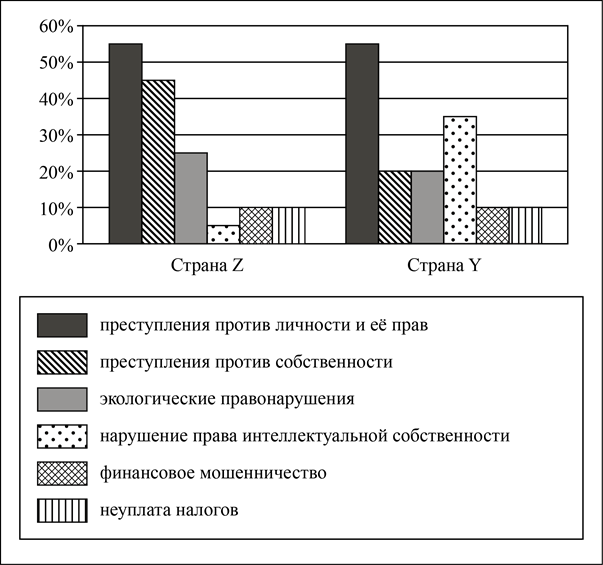 60%
50%
40%
30%
20%
10%
0%
Страна Z
Страна Y
преступления против личности и её прав
преступления против собственности
экологические правонарушения
нарушение права интеллектуальной собственности
финансовое мошенничество
неуплата налогов